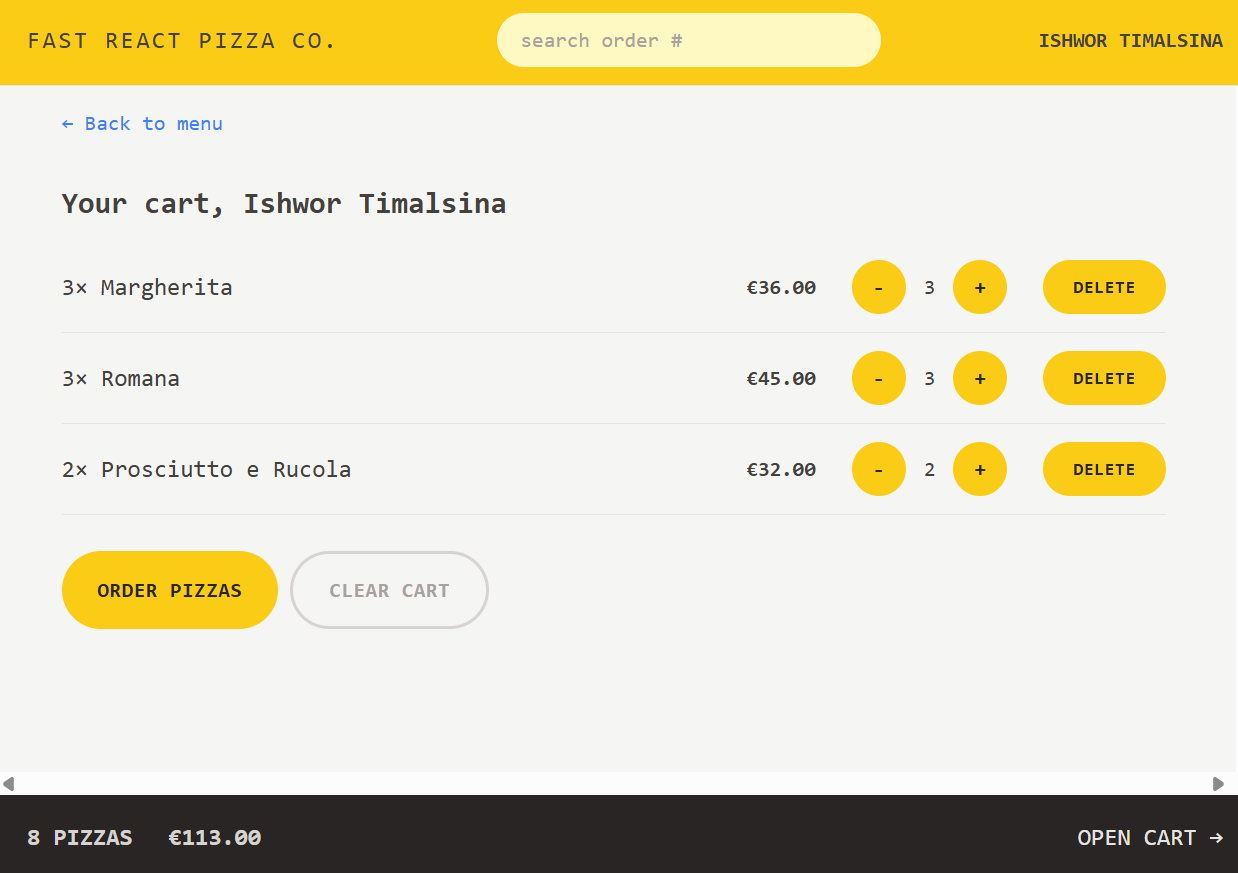 FAST REACT PIZZA CO. search order # ISHWOR TIMALSINA
← Back to menu
Your cart, Ishwor Timalsina
3× Margherita €36.00 - 3 + DELETE
3× Romana €45.00 - 3 + DELETE
2× Prosciutto e Rucola €32.00 - 2 + DELETE
ORDER PIZZAS CLEAR CART
8 PIZZAS €113.00 OPEN CART →